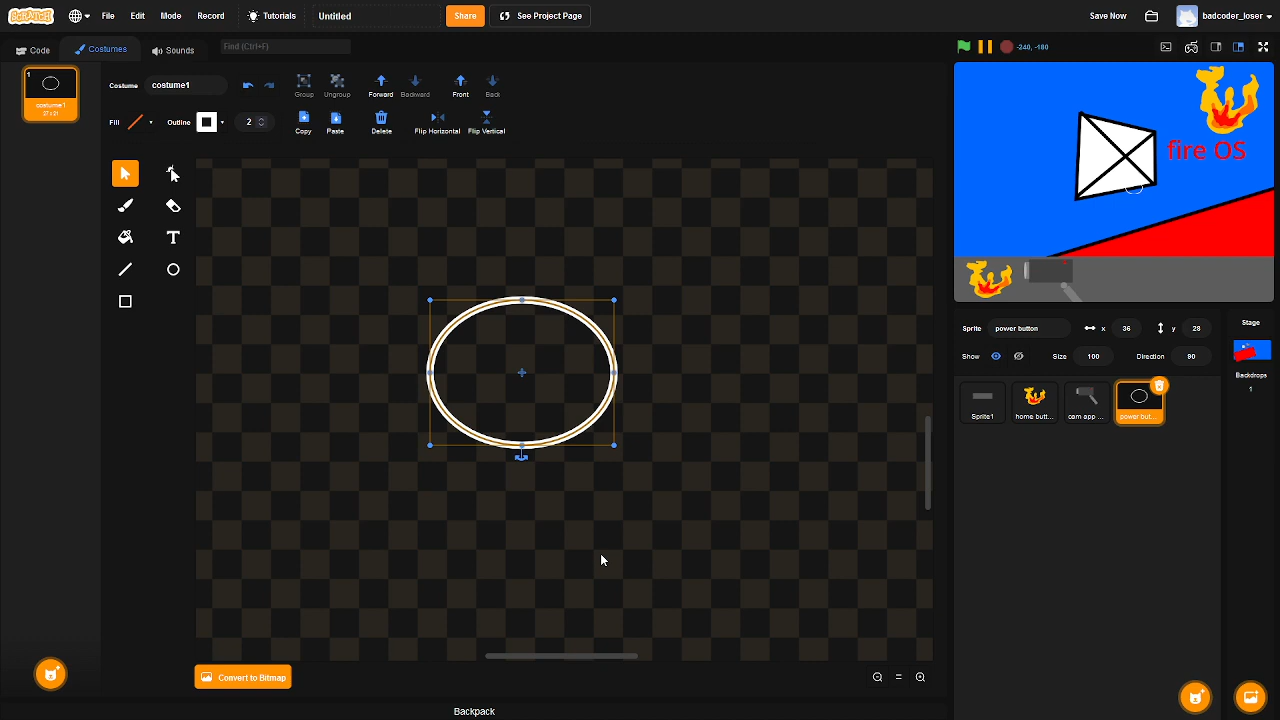 SCRATCH File Edit Mode Record Tutorials Untitled Share See Project Page Save Now badcoder_loser
Code Costumes Sounds Find (Ctrl+F) -240, -180
1
costume1
27 x 21
Costume costume1 Group Ungroup Forward Backward Front Back
Fill Outline 2 Copy Paste Delete Flip Horizontal Flip Vertical
fire OS
Sprite power button x 36 y 28
Show Size 100 Direction 90
Sprite1 home butt... cam app ... power but...
Stage
Backdrops
1
Convert to Bitmap
Backpack